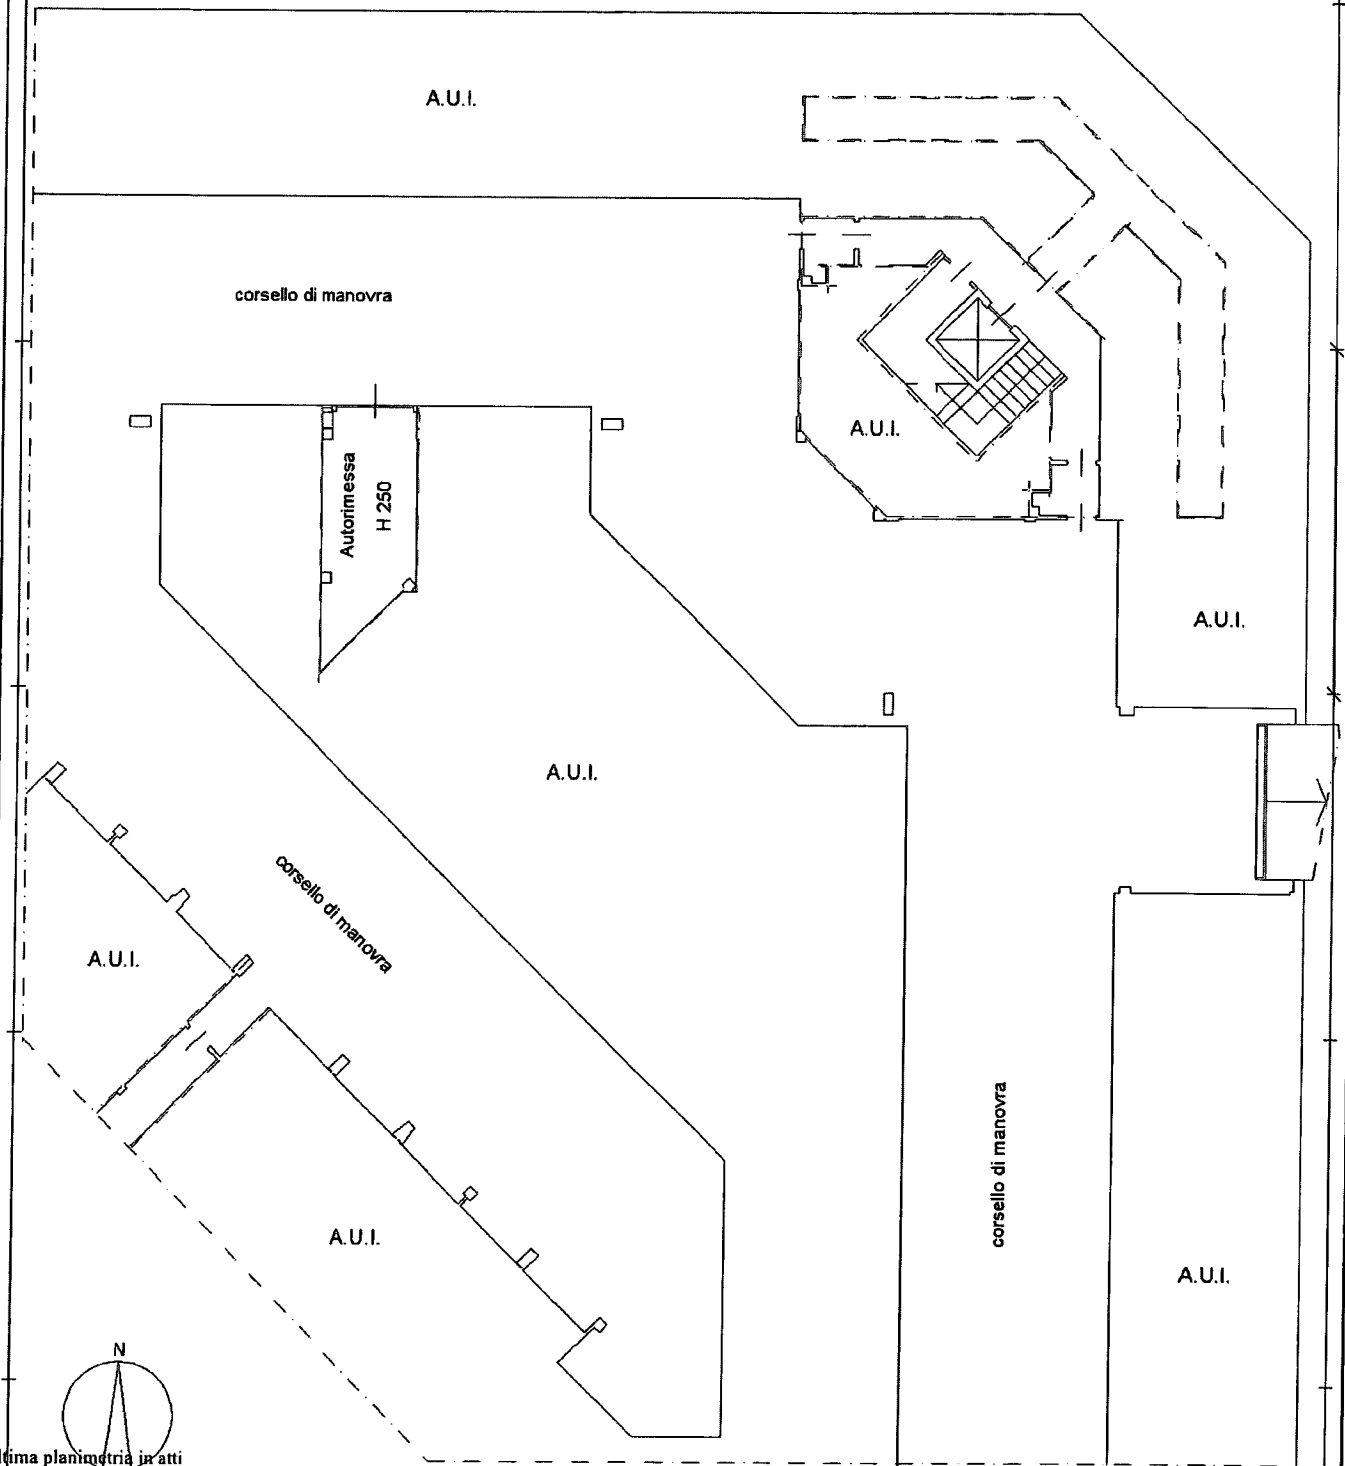 A.U.I.
corsello di manovra
A.U.I.
Autorimessa
H 250
A.U.I.
A.U.I.
corsello di manovra
A.U.I.
corsello di manovra
A.U.I.
A.U.I.
N
ltima planimetria in atti